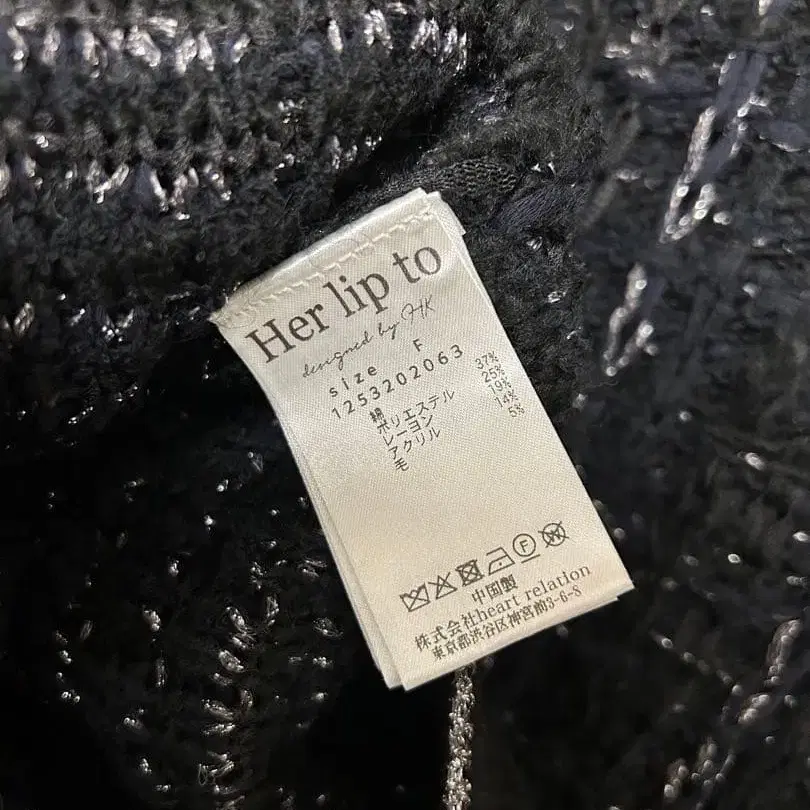 Her lip to
designed by HK
size F
1253202063
綿 37%
ポリエステル 25%
レーヨン 19%
アクリル 14%
毛 5%
F W
中国製
株式会社heart relation
東京都渋谷区神宮前3-6-8